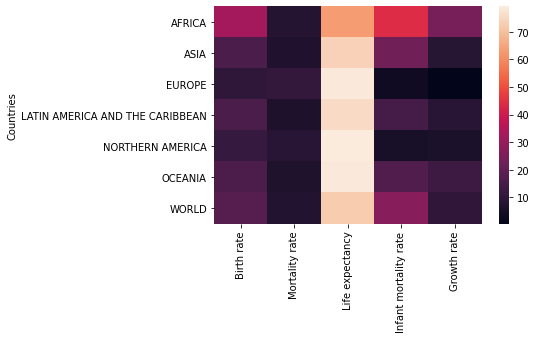 Countries
AFRICA
ASIA
EUROPE
LATIN AMERICA AND THE CARIBBEAN
NORTHERN AMERICA
OCEANIA
WORLD
Birth rate
Mortality rate
Life expectancy
Infant mortality rate
Growth rate
70
60
50
40
30
20
10